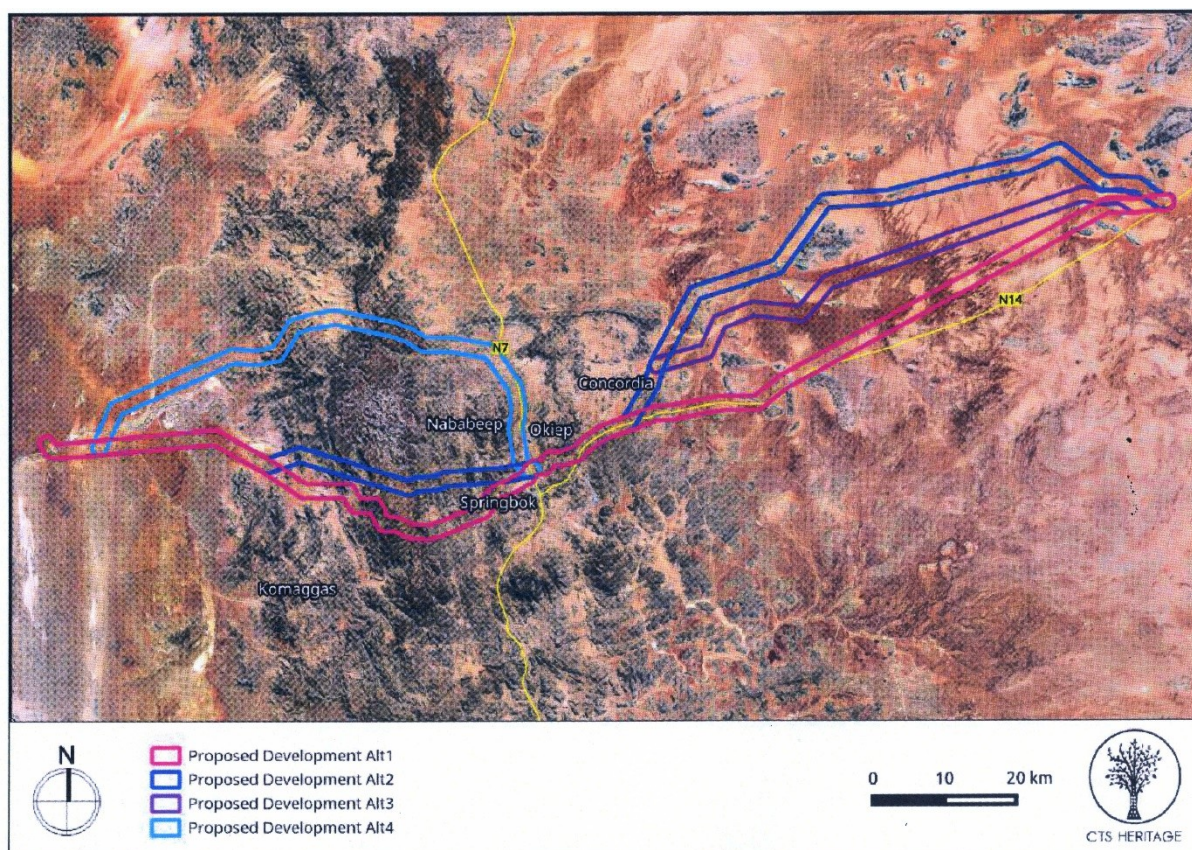 N7
N14
Concordia
Nababeep
Okiep
Springbok
Komaggas
N
Proposed Development Alt1
Proposed Development Alt2
Proposed Development Alt3
Proposed Development Alt4
0 10 20 km
CTS HERITAGE